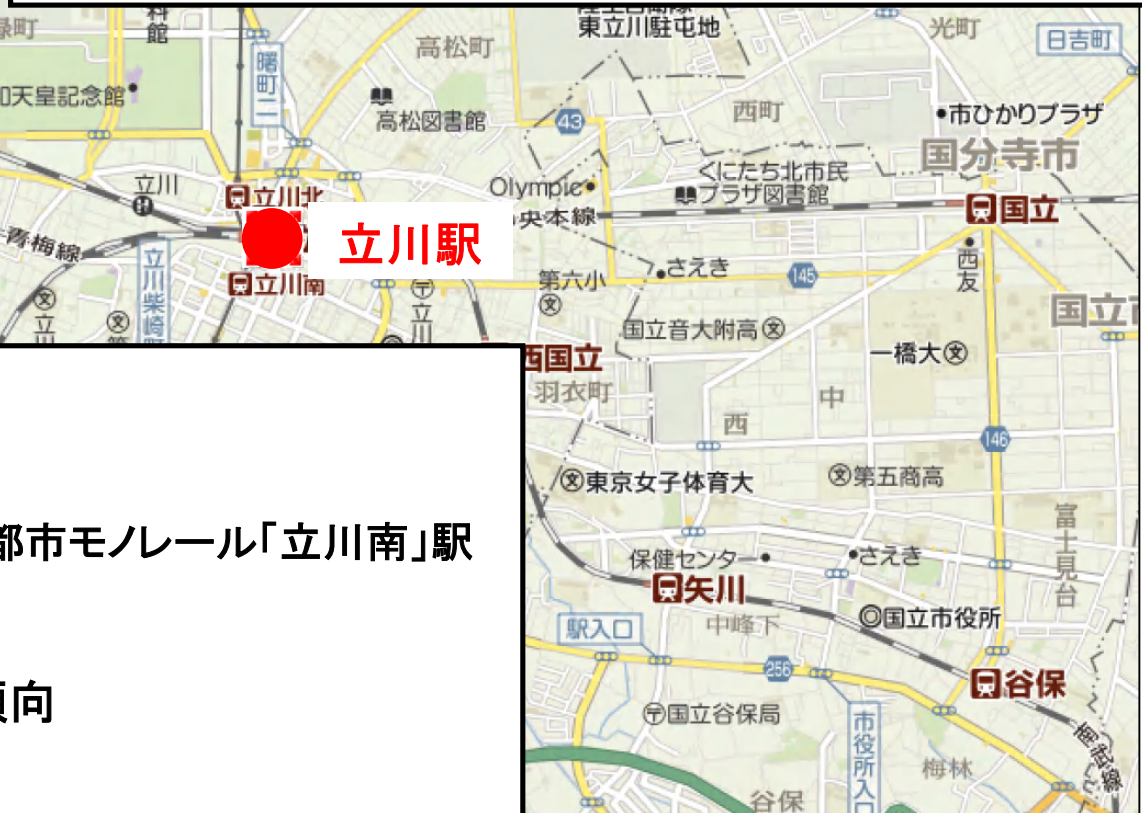 緑町
料館
東立川駐屯地
光町
日吉町
曙町二
高松町
高松図書館
43
西町
市ひかりプラザ
国分寺市
和天皇記念館
立川
立川北
Olympic
くにたち北市民
プラザ図書館
央本線
国立
立川駅
青梅線
立川柴崎町
立川南
第六小
さえき
145
西友
国立市
国立音大附高
一橋大
西国立
羽衣町
中
西
146
東京女子体育大
第五商高
富士見台
都市モノレール「立川南」駅
保健センター
さえき
矢川
国立市役所
駅入口
中峰下
256
谷保
傾向
国立谷保局
市役所入口
南武線
梅林
谷保